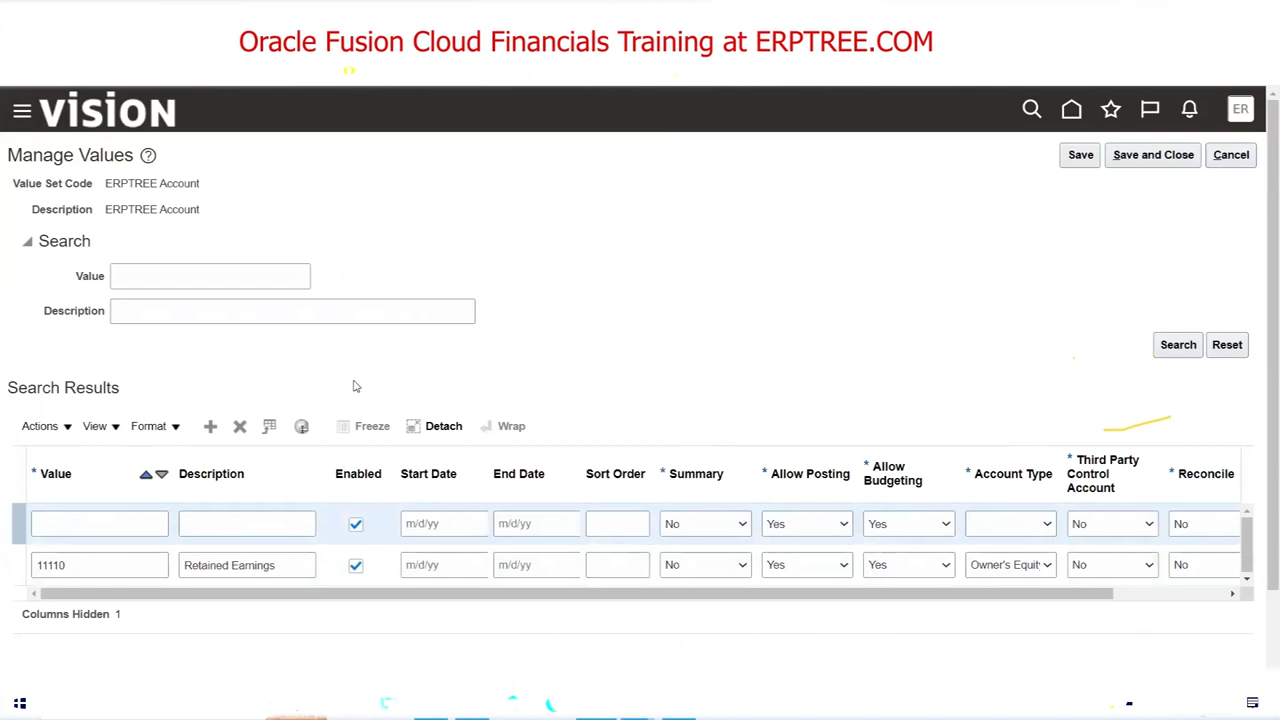 Oracle Fusion Cloud Financials Training at ERPTREE.COM
VISION
ER
Manage Values ?
Save Save and Close Cancel
Value Set Code ERPTREE Account
Description ERPTREE Account
Search
Value
Description
Search Reset
Search Results
Actions View Format Freeze Detach Wrap
* Value Description Enabled Start Date End Date Sort Order * Summary * Allow Posting * Allow Budgeting * Account Type * Third Party Control Account * Reconcile
m/d/yy m/d/yy No Yes Yes No No
11110 Retained Earnings m/d/yy m/d/yy No Yes Yes Owner's Equit No No
Columns Hidden 1